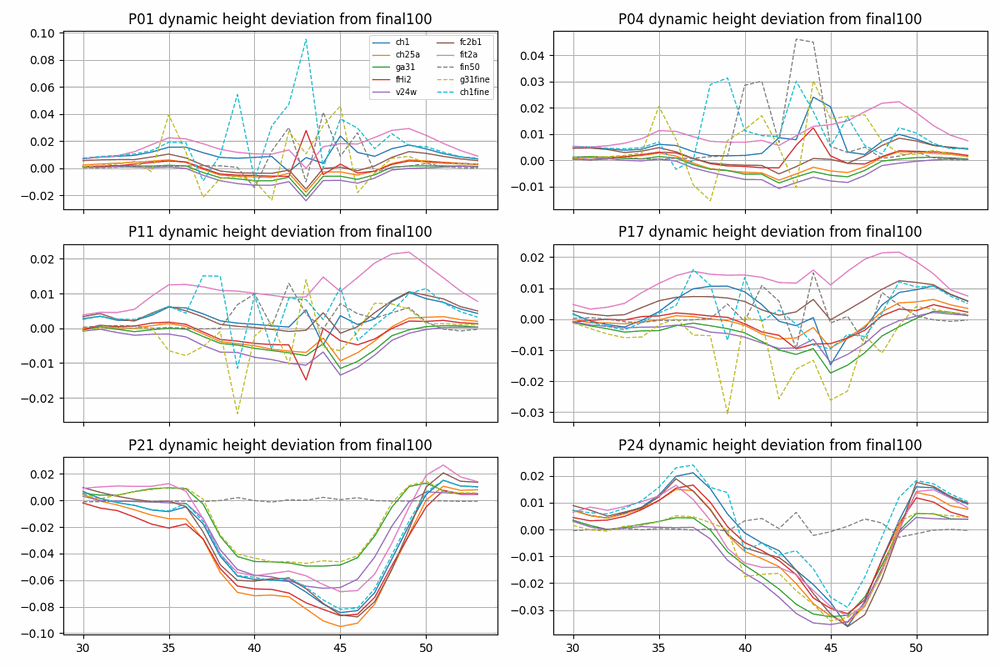 P01 dynamic height deviation from final100
0.10
0.08
0.06
0.04
0.02
0.00
−0.02
ch1
ch25a
ga31
fHi2
v24w
fc2b1
fit2a
fin50
g31fine
ch1fine
P04 dynamic height deviation from final100
0.04
0.03
0.02
0.01
0.00
−0.01
P11 dynamic height deviation from final100
0.02
0.01
0.00
−0.01
−0.02
P17 dynamic height deviation from final100
0.02
0.01
0.00
−0.01
−0.02
−0.03
P21 dynamic height deviation from final100
0.02
0.00
−0.02
−0.04
−0.06
−0.08
−0.10
30
35
40
45
50
P24 dynamic height deviation from final100
0.02
0.01
0.00
−0.01
−0.02
−0.03
30
35
40
45
50